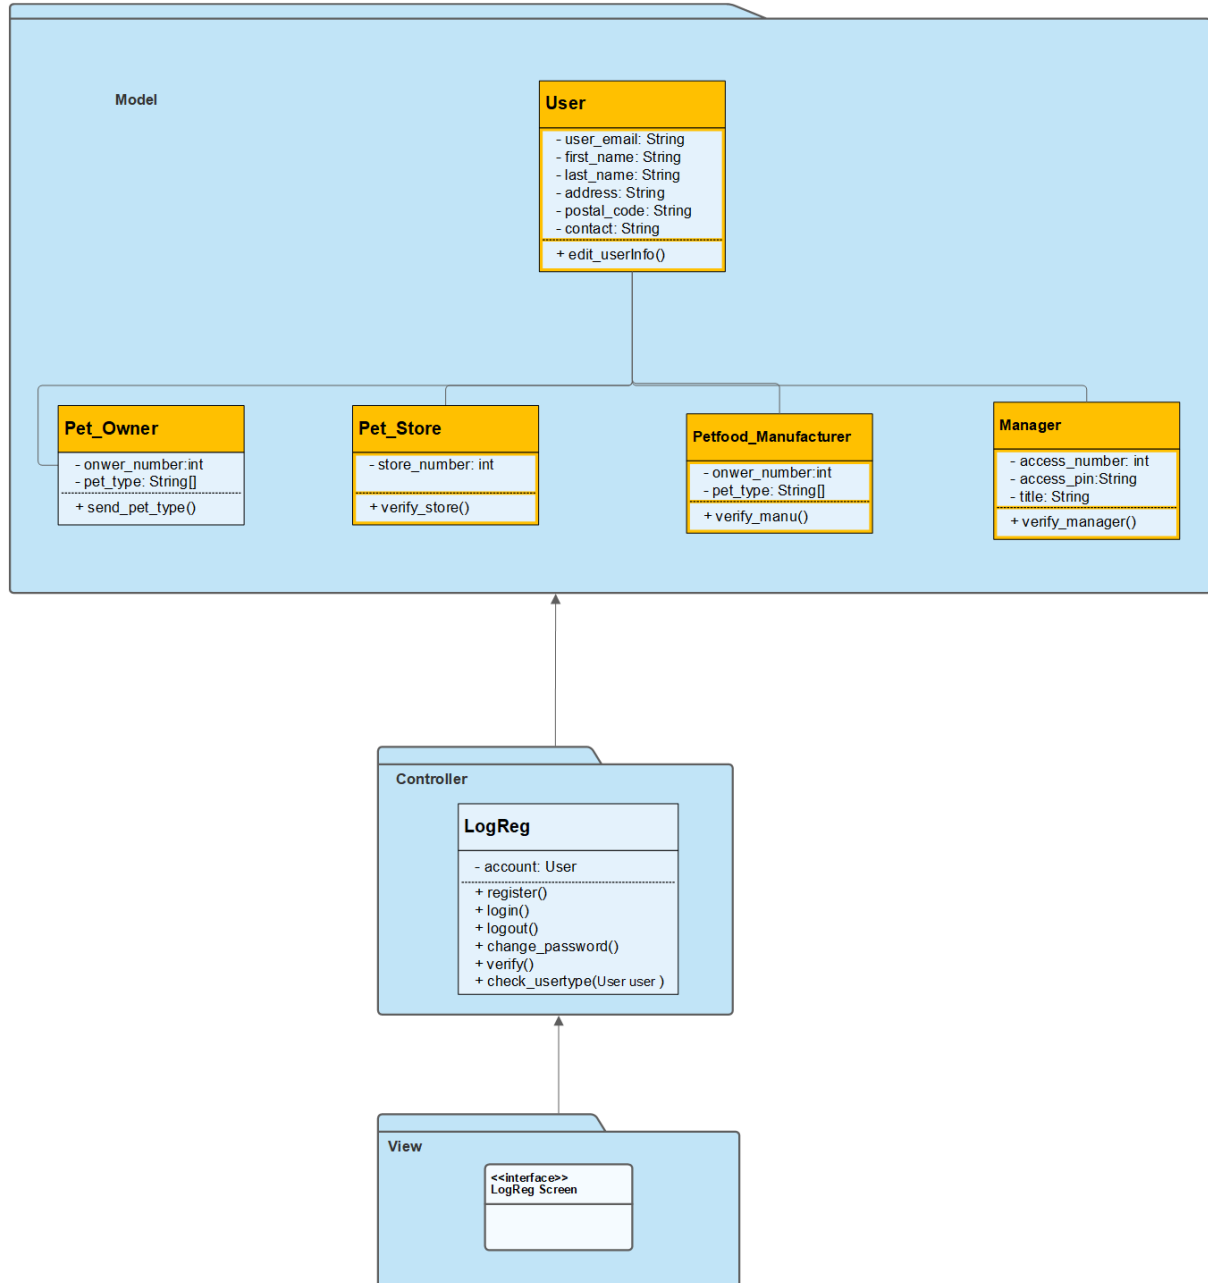 Model
User
- user_email: String
- first_name: String
- last_name: String
- address: String
- postal_code: String
- contact: String
+ edit_userInfo()
Pet_Owner
- onwer_number:int
- pet_type: String[]
+ send_pet_type()
Pet_Store
- store_number: int
+ verify_store()
Petfood_Manufacturer
- onwer_number:int
- pet_type: String[]
+ verify_manu()
Manager
- access_number: int
- access_pin:String
- title: String
+ verify_manager()
Controller
LogReg
- account: User
+ register()
+ login()
+ logout()
+ change_password()
+ verify()
+ check_usertype(User user )
View
<<interface>>
LogReg Screen